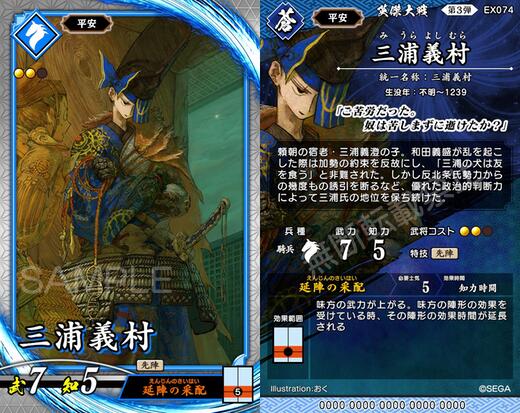 平安
SAMPLE
三浦義村
先陣
武7 知5
えんじんのさいはい
延陣の采配
5
蒼
平安
英傑大戦
第3弾
EX074
みうらよしむら
三浦義村
統一名称：三浦義村
生没年：不明～1239
「ご苦労だった。
奴は苦しまずに逝けたか？」
頼朝の宿老・三浦義澄の子。和田義盛が乱を起こ
した際は加勢の約束を反故にし、「三浦の犬は友
を食う」と非難された。しかし反北条氏勢力から
の幾度もの誘引を断るなど、優れた政治的判断力
によって三浦氏の地位を保ち続けた。
兵種 武力 知力 武将コスト
騎兵 7 5 特技 先陣
えんじんのさいはい 必要士気 効果時間
延陣の采配 5 知力時間
効果範囲
味方の武力が上がる。味方の陣形の効果を
受けている時、その陣形の効果時間が延長
される
無断転載禁止
Illustration:おく
©SEGA
0000 0000 0000 0000 0000